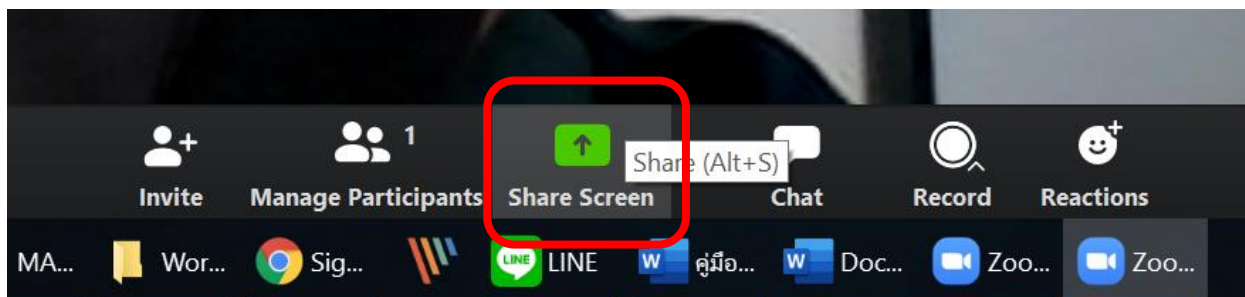 1
Share (Alt+S)
Invite Manage Participants Share Screen Chat Record Reactions
MA... Wor... Sig... LINE LINE W คู่มือ... W Doc... Zoo... Zoo...